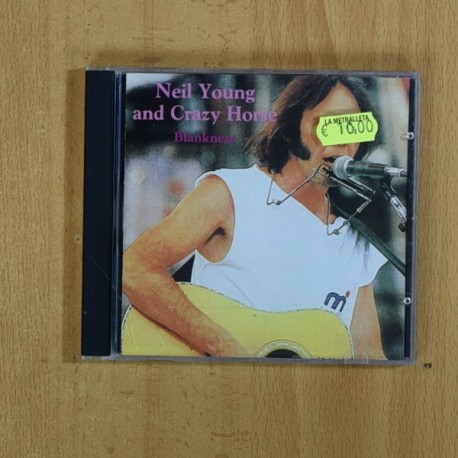 Neil Young
and Crazy Horse
Blankness
LA METRALLETA
€ 10,00
m